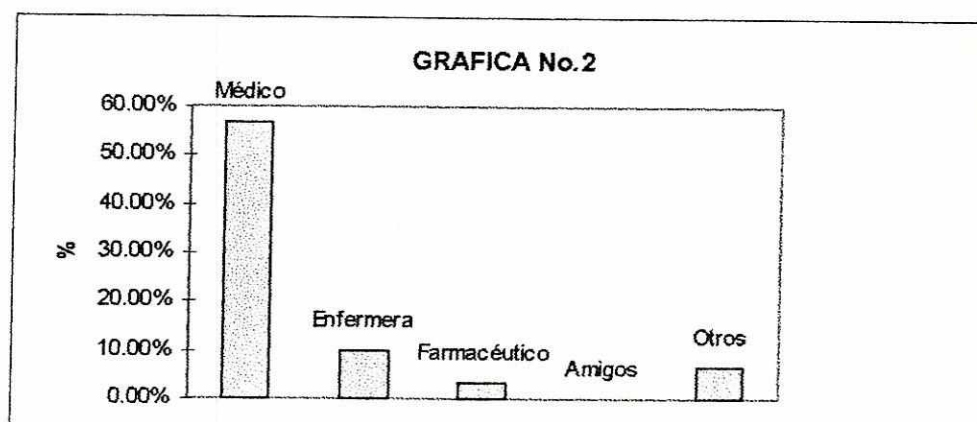 GRAFICA No.2
Médico
60.00%
50.00%
40.00%
30.00%
20.00%
10.00%
0.00%
%
Enfermera
Farmacéutico
Amigos
Otros